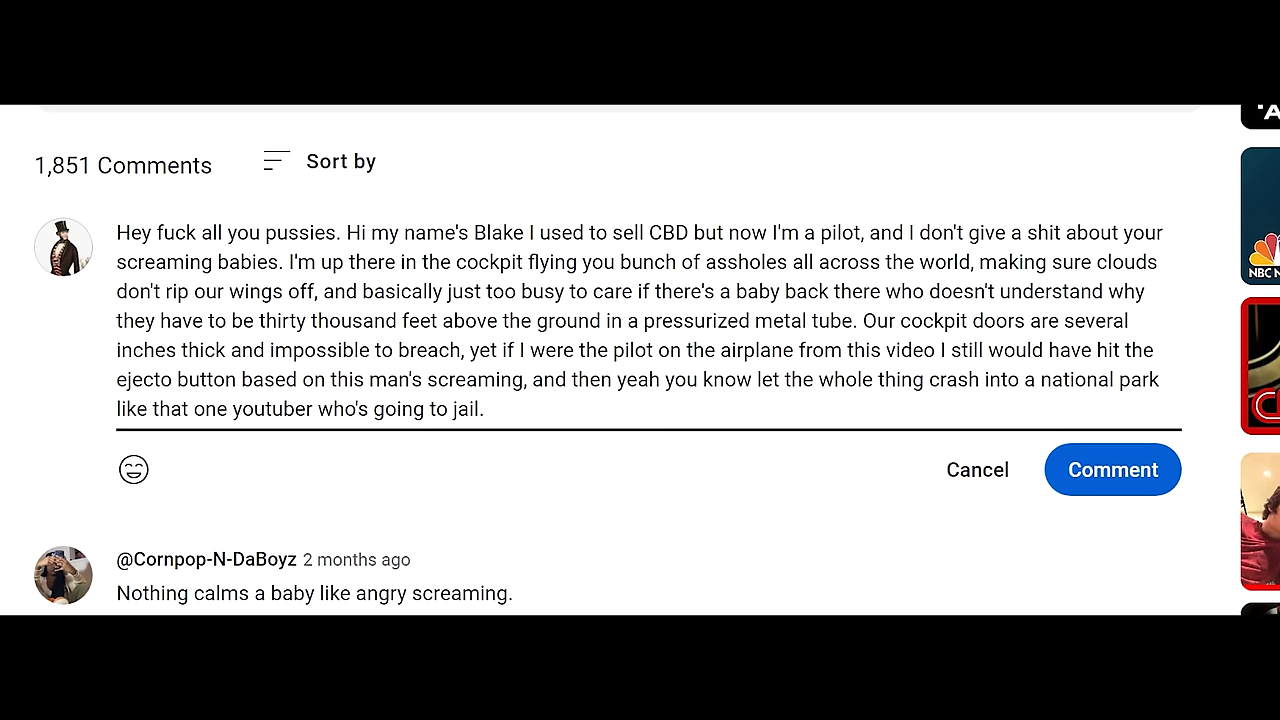 "A
1,851 Comments
Sort by
Hey fuck all you pussies. Hi my name's Blake I used to sell CBD but now I'm a pilot, and I don't give a shit about your
screaming babies. I'm up there in the cockpit flying you bunch of assholes all across the world, making sure clouds
don't rip our wings off, and basically just too busy to care if there's a baby back there who doesn't understand why
they have to be thirty thousand feet above the ground in a pressurized metal tube. Our cockpit doors are several
inches thick and impossible to breach, yet if I were the pilot on the airplane from this video I still would have hit the
ejecto button based on this man's screaming, and then yeah you know let the whole thing crash into a national park
like that one youtuber who's going to jail.
NBC N
Cancel
Comment
@Cornpop-N-DaBoyz 2 months ago
Nothing calms a baby like angry screaming.